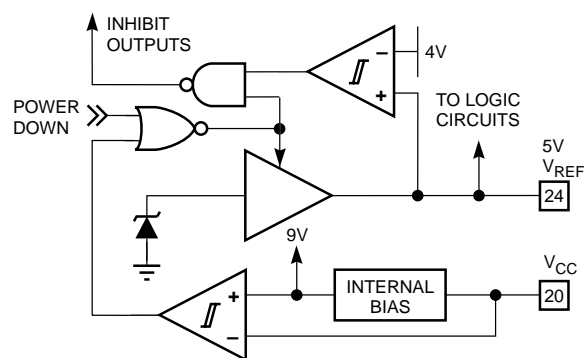 INHIBIT
OUTPUTS
4V
−
+
POWER
DOWN
TO LOGIC
CIRCUITS
5V
VREF
24
9V
VCC
20
+
−
INTERNAL
BIAS